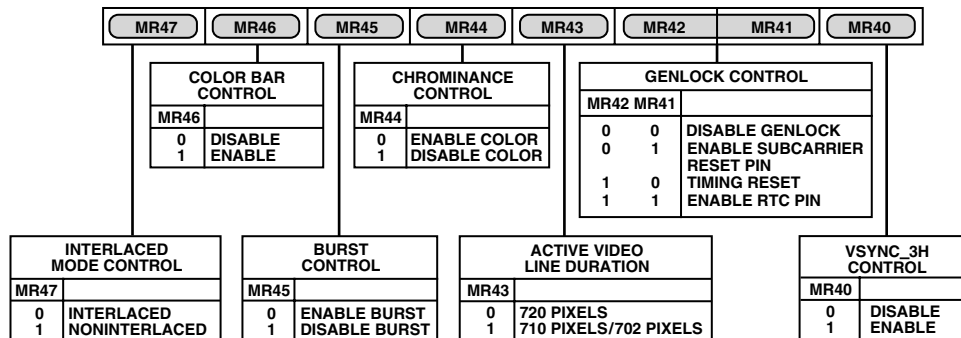 MR47 MR46 MR45 MR44 MR43 MR42 MR41 MR40
COLOR BAR
CONTROL
MR46
0 DISABLE
1 ENABLE
CHROMINANCE
CONTROL
MR44
0 ENABLE COLOR
1 DISABLE COLOR
GENLOCK CONTROL
MR42 MR41
0 0 DISABLE GENLOCK
0 1 ENABLE SUBCARRIER
RESET PIN
1 0 TIMING RESET
1 1 ENABLE RTC PIN
INTERLACED
MODE CONTROL
MR47
0 INTERLACED
1 NONINTERLACED
BURST
CONTROL
MR45
0 ENABLE BURST
1 DISABLE BURST
ACTIVE VIDEO
LINE DURATION
MR43
0 720 PIXELS
1 710 PIXELS/702 PIXELS
VSYNC_3H
CONTROL
MR40
0 DISABLE
1 ENABLE